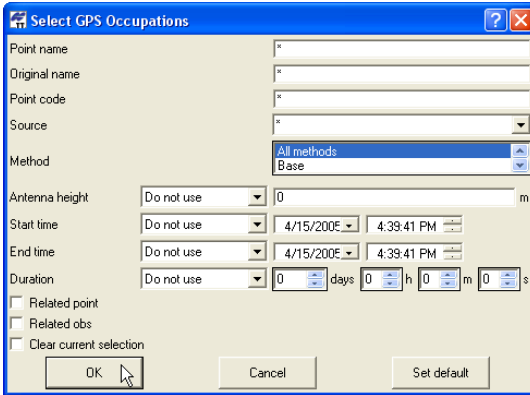 Select GPS Occupations
Point name *
Original name *
Point code *
Source *
Method All methods
Base
Antenna height Do not use 0 m
Start time Do not use 4/15/2005 4:39:41 PM
End time Do not use 4/15/2005 4:39:41 PM
Duration Do not use 0 days 0 h 0 m 0 s
Related point
Related obs
Clear current selection
OK Cancel Set default